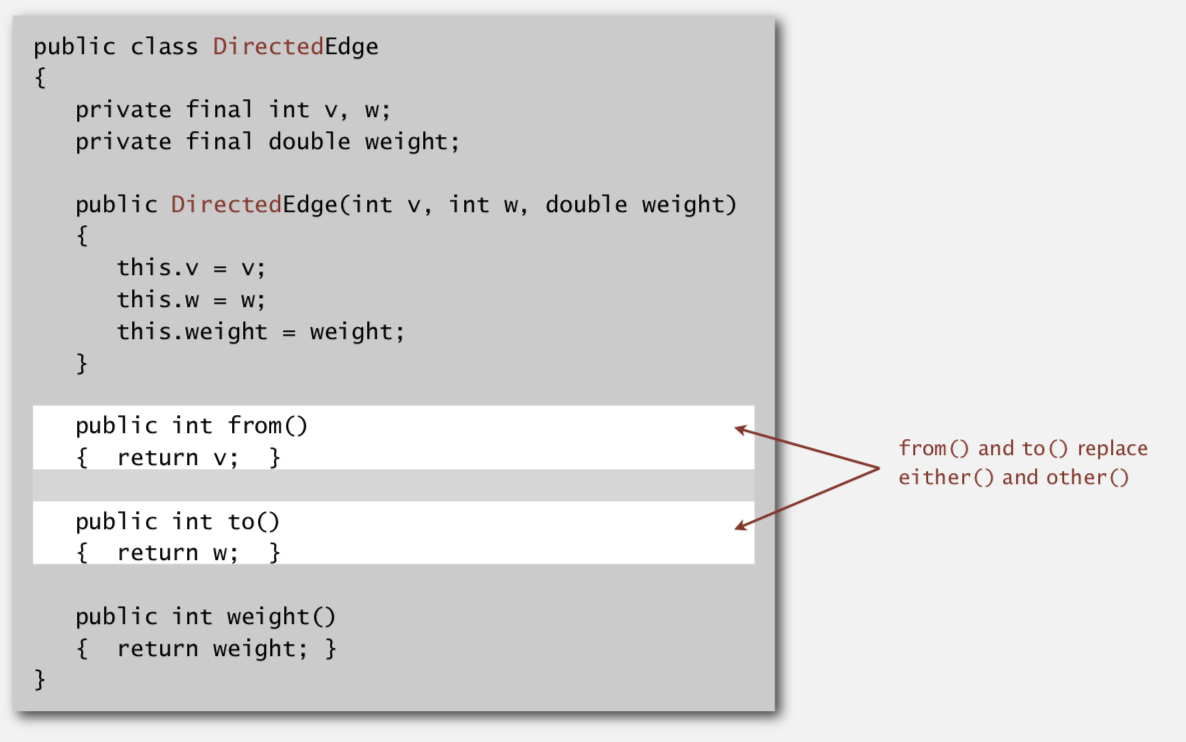 public class DirectedEdge
{
private final int v, w;
private final double weight;
public DirectedEdge(int v, int w, double weight)
{
this.v = v;
this.w = w;
this.weight = weight;
}
public int from()
{ return v; }
public int to()
{ return w; }
public int weight()
{ return weight; }
}
from() and to() replace
either() and other()